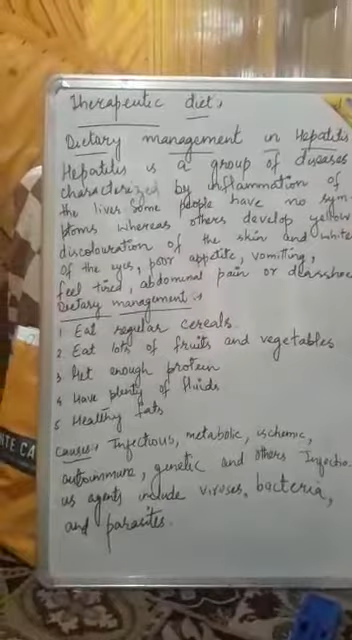 Therapeutic diet,
Dietary management in Hepatitis
Hepatitis is a group of diseases
characterized by inflammation of
the lives. Some people have no sym-
ptoms whereas, others develop yellow
discolouration of the skin and white
of the eyes, poor appetite, vomitting,
feel tired, abdominal pain or
Dietary management :-
1 Eat regular cereals.
2 Eat lots of fruits and vegetables
3 Get enough protein
4 Have plenty of fluids
5 Healthy fats
Causes: Infectious, metabolic, ischemic,
autoimmune, genetic and others Infectio-
us agents include viruses, bacteria,
and parasites.
NTE CA